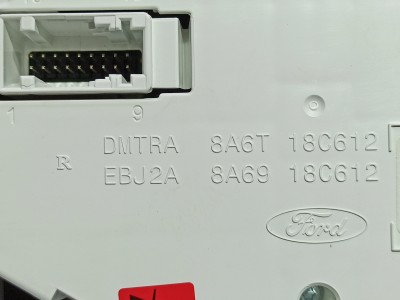 1 9
R DMTRA 8A6T 18C612
EBJ2A 8A69 18C612
Ford